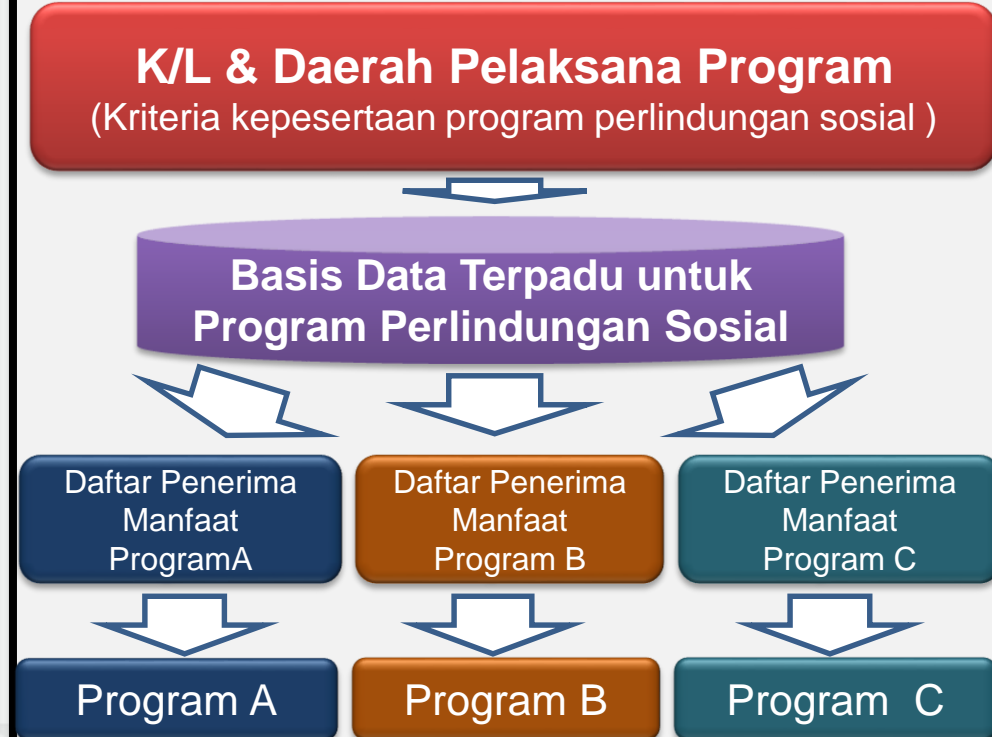 K/L & Daerah Pelaksana Program
(Kriteria kepesertaan program perlindungan sosial )
Basis Data Terpadu untuk
Program Perlindungan Sosial
Daftar Penerima
Manfaat
ProgramA
Daftar Penerima
Manfaat
Program B
Daftar Penerima
Manfaat
Program C
Program A
Program B
Program C